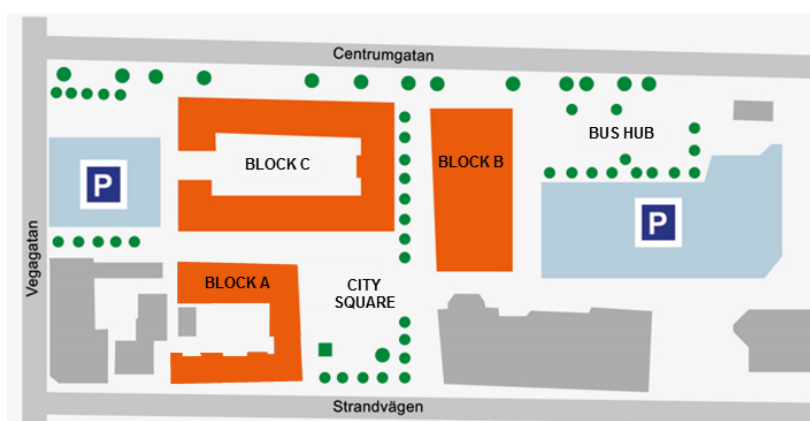 Centrumgatan
BUS HUB
BLOCK C
BLOCK B
P
P
Vegagatan
BLOCK A
CITY
SQUARE
Strandvägen